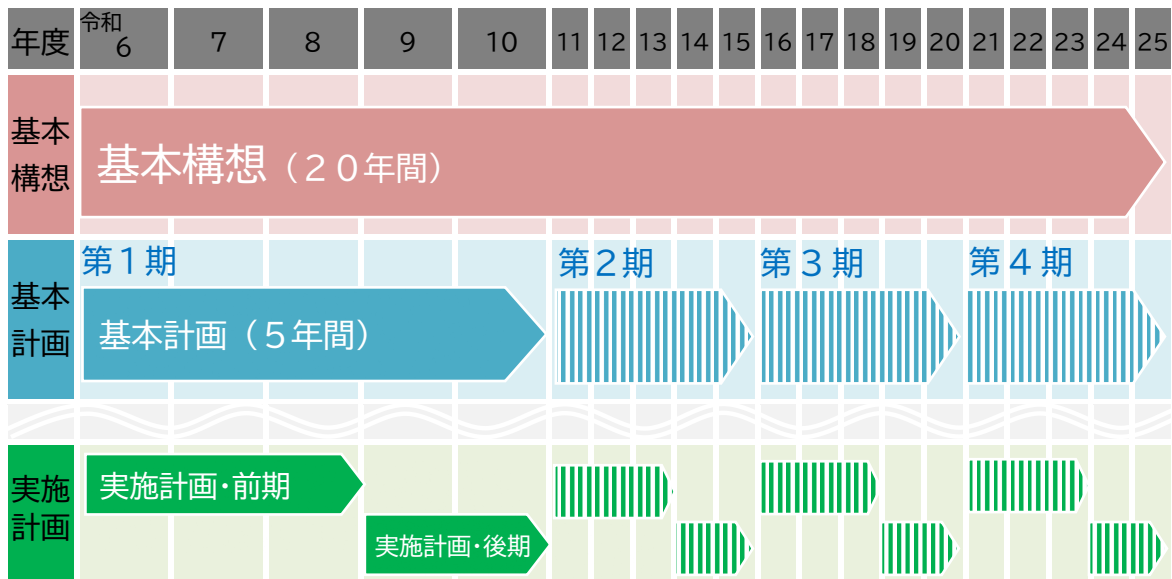 年度 令和 6 7 8 9 10 11 12 13 14 15 16 17 18 19 20 21 22 23 24 25
基本
構想
基本構想（２０年間）
第１期 第２期 第３期 第４期
基本
計画
基本計画（５年間）
実施
計画
実施計画・前期
実施計画・後期